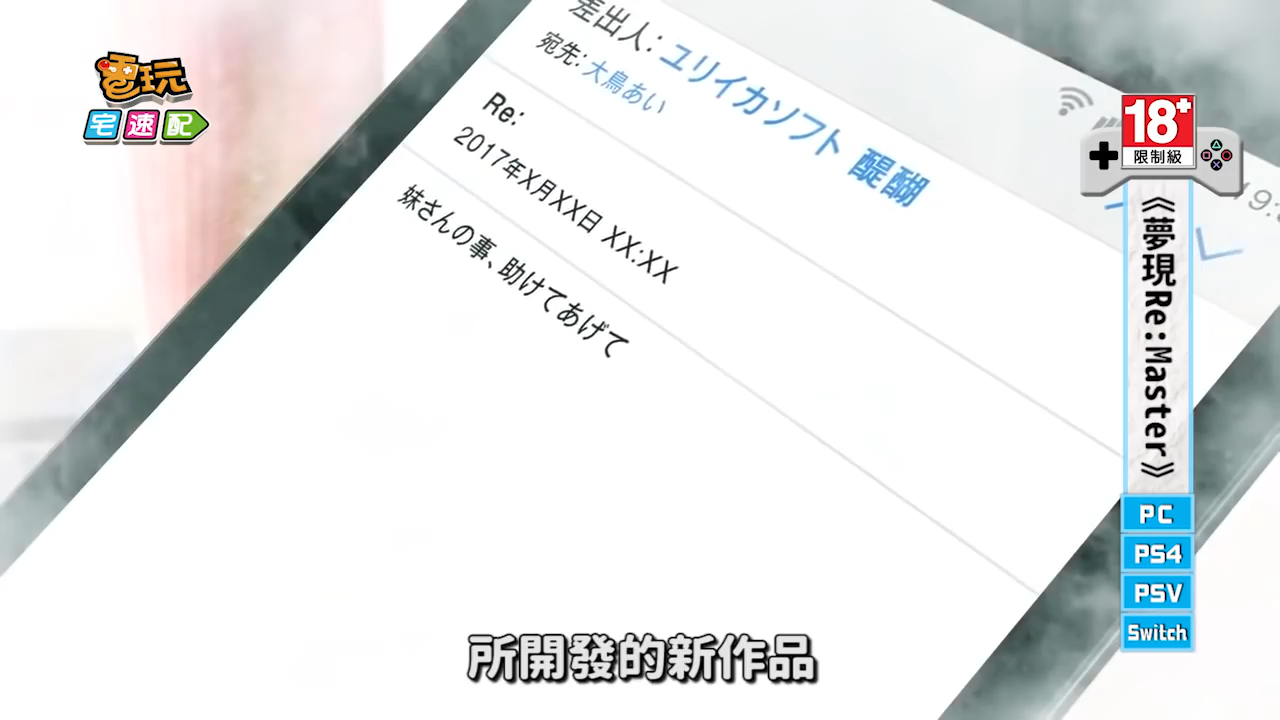 電玩
宅速配
差出人: ユリイカソフト 醍醐
宛先: 大鳥あい
Re:
2017年X月XX日 XX:XX
妹さんの事、助けてあげて
18+
限制級
《夢現Re:Master》
PC
PS4
PSV
Switch
所開發的新作品